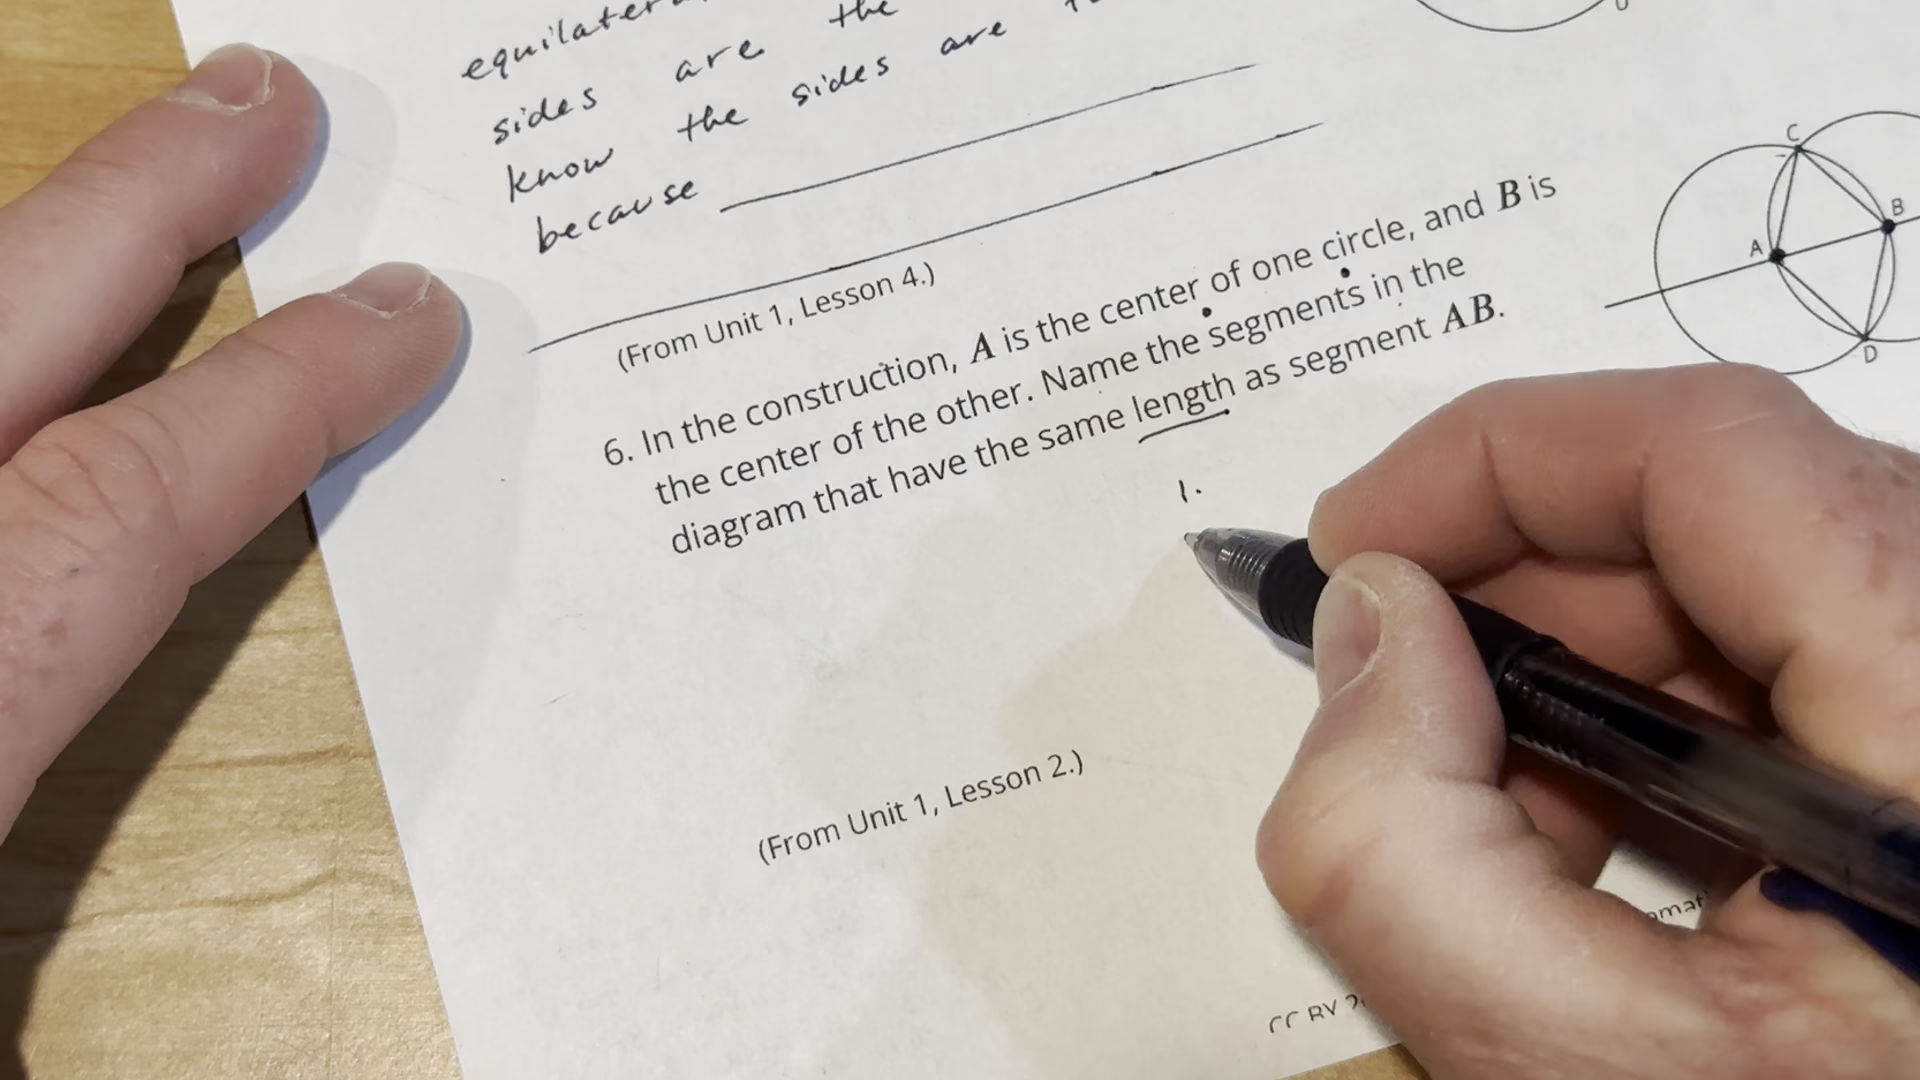 sides are the
know the sides are
because
(From Unit 1, Lesson 4.)
6. In the construction, A is the center of one circle, and B is
the center of the other. Name the segments in the
diagram that have the same length as segment AB.
C
B
A
D
1.
(From Unit 1, Lesson 2.)
CC BY